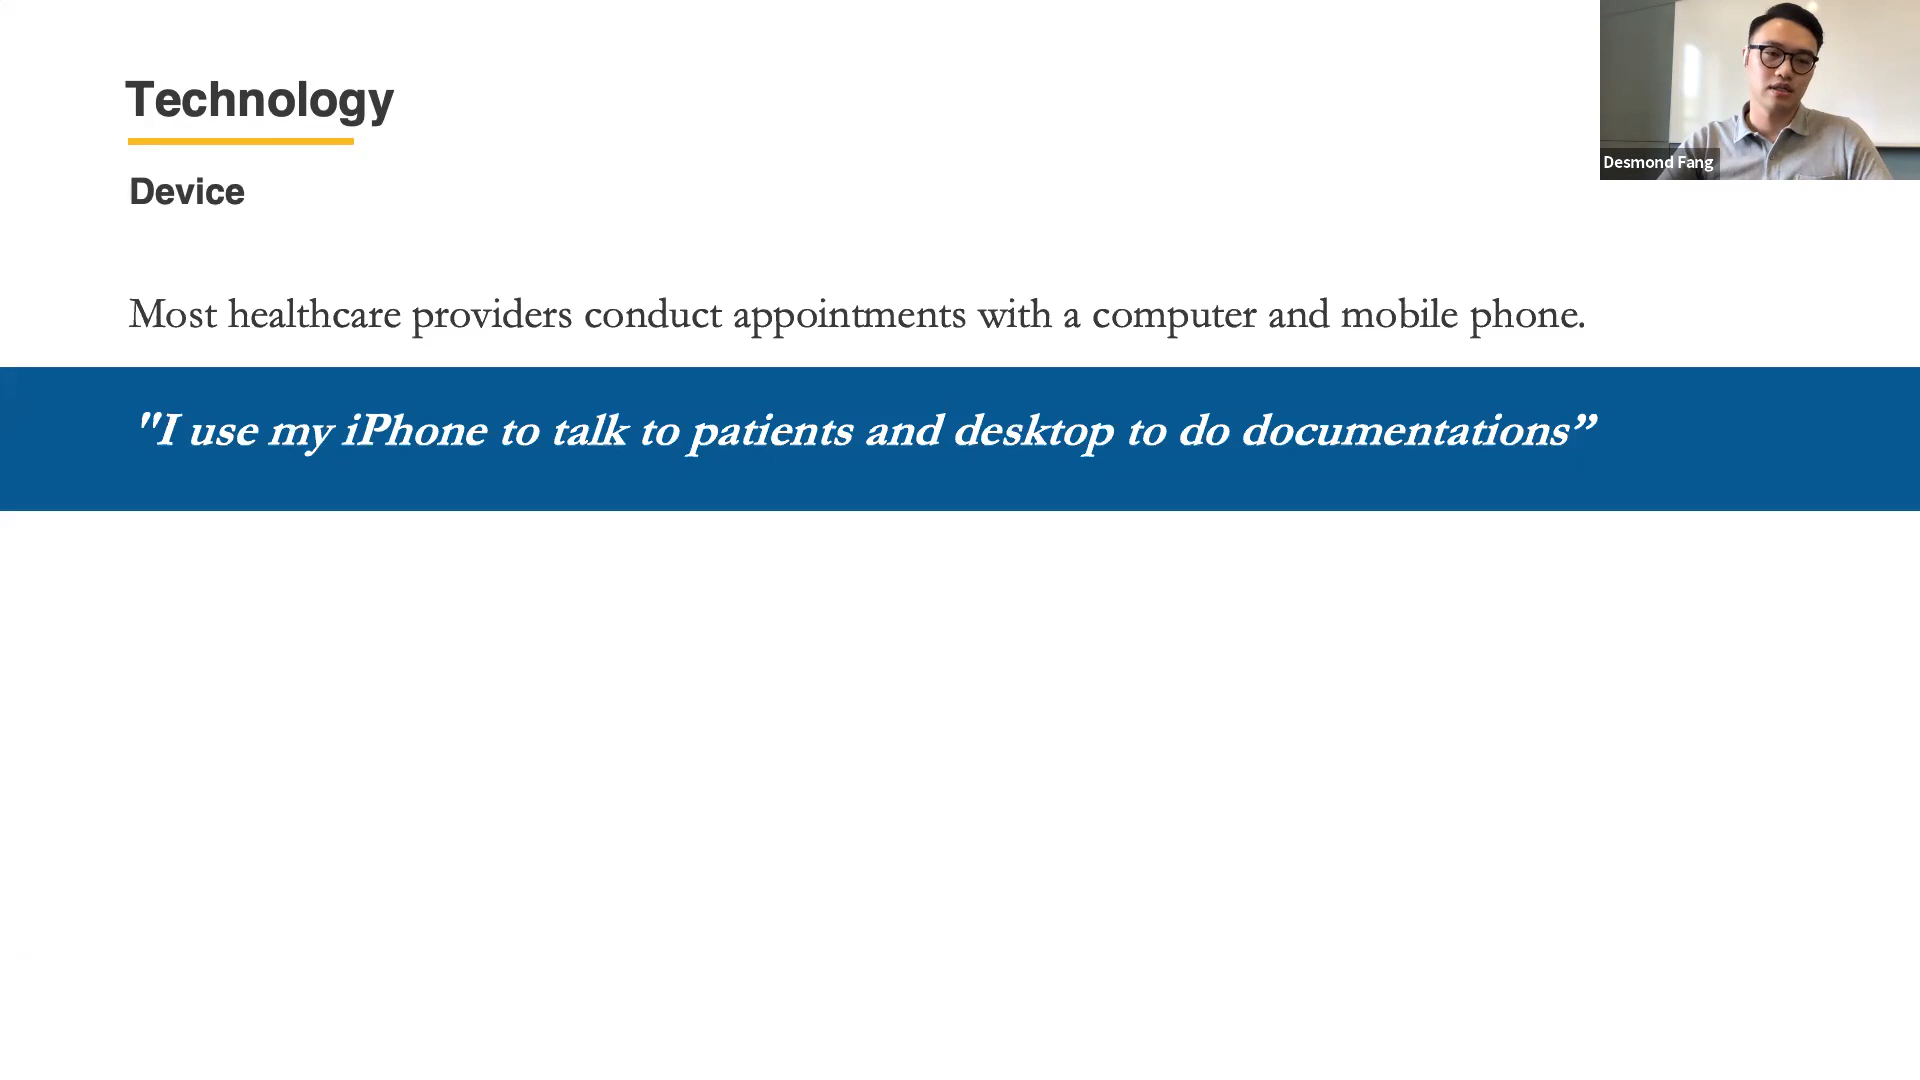 Technology
Desmond Fang
Device
Most healthcare providers conduct appointments with a computer and mobile phone.
"I use my iPhone to talk to patients and desktop to do documentations”